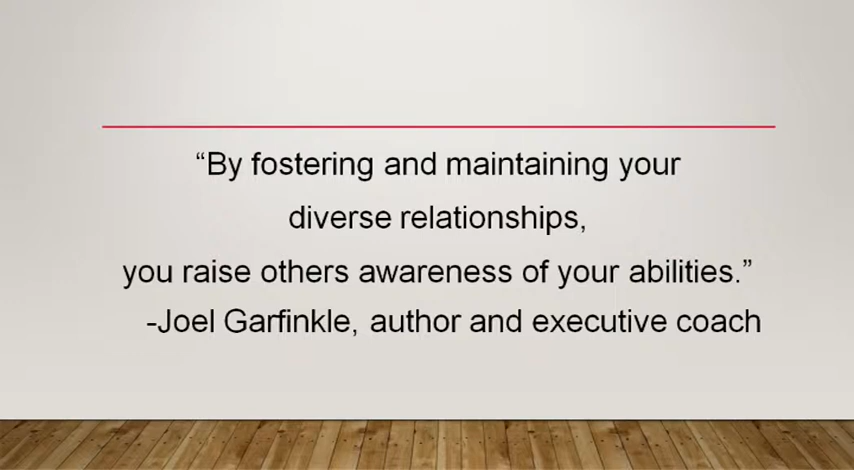 “By fostering and maintaining your
diverse relationships,
you raise others awareness of your abilities.”
-Joel Garfinkle, author and executive coach